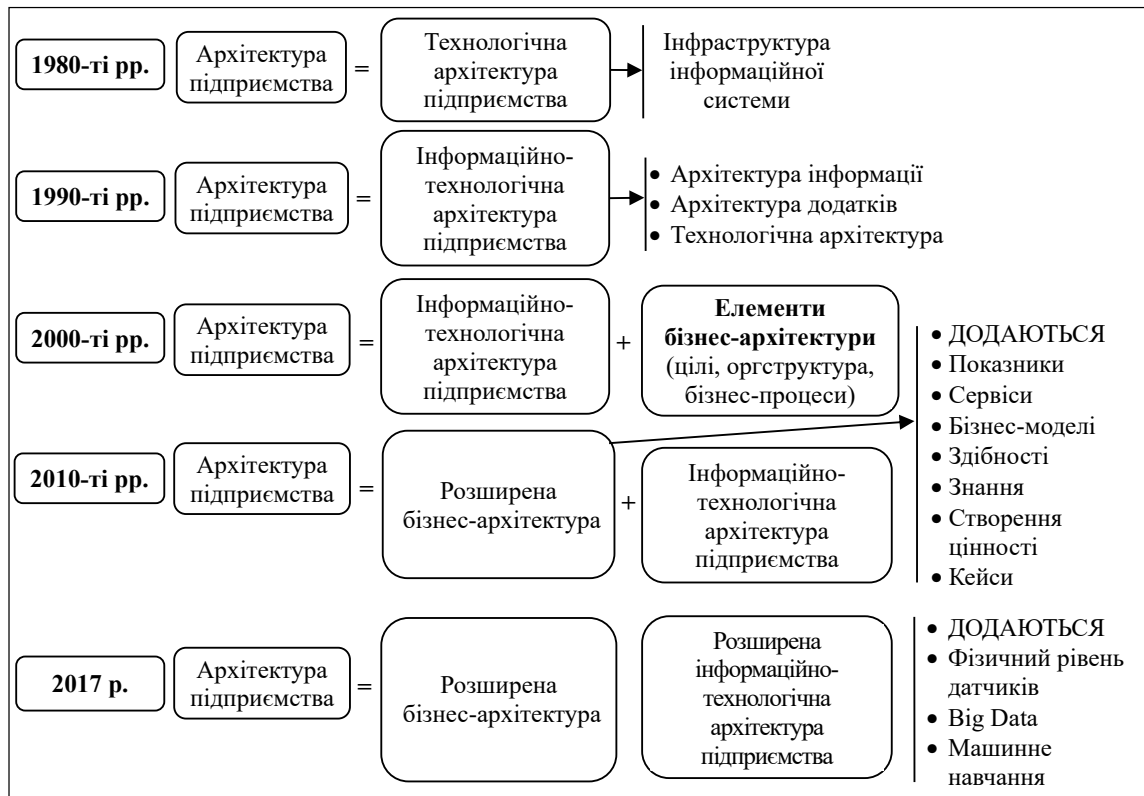 1980-ті рр.
Архітектура
підприємства
=
Технологічна
архітектура
підприємства
Інфраструктура
інформаційної
системи
1990-ті рр.
Архітектура
підприємства
=
Інформаційно-
технологічна
архітектура
підприємства
• Архітектура інформації
• Архітектура додатків
• Технологічна архітектура
2000-ті рр.
Архітектура
підприємства
=
Інформаційно-
технологічна
архітектура
підприємства
+
Елементи
бізнес-архітектури
(цілі, оргструктура,
бізнес-процеси)
2010-ті рр.
Архітектура
підприємства
=
Розширена
бізнес-архітектура
+
Інформаційно-
технологічна
архітектура
підприємства
• ДОДАЮТЬСЯ
• Показники
• Сервіси
• Бізнес-моделі
• Здібності
• Знання
• Створення
цінності
• Кейси
2017 р.
Архітектура
підприємства
=
Розширена
бізнес-архітектура
Розширена
інформаційно-
технологічна
архітектура
підприємства
• ДОДАЮТЬСЯ
• Фізичний рівень
датчиків
• Big Data
• Машинне
навчання